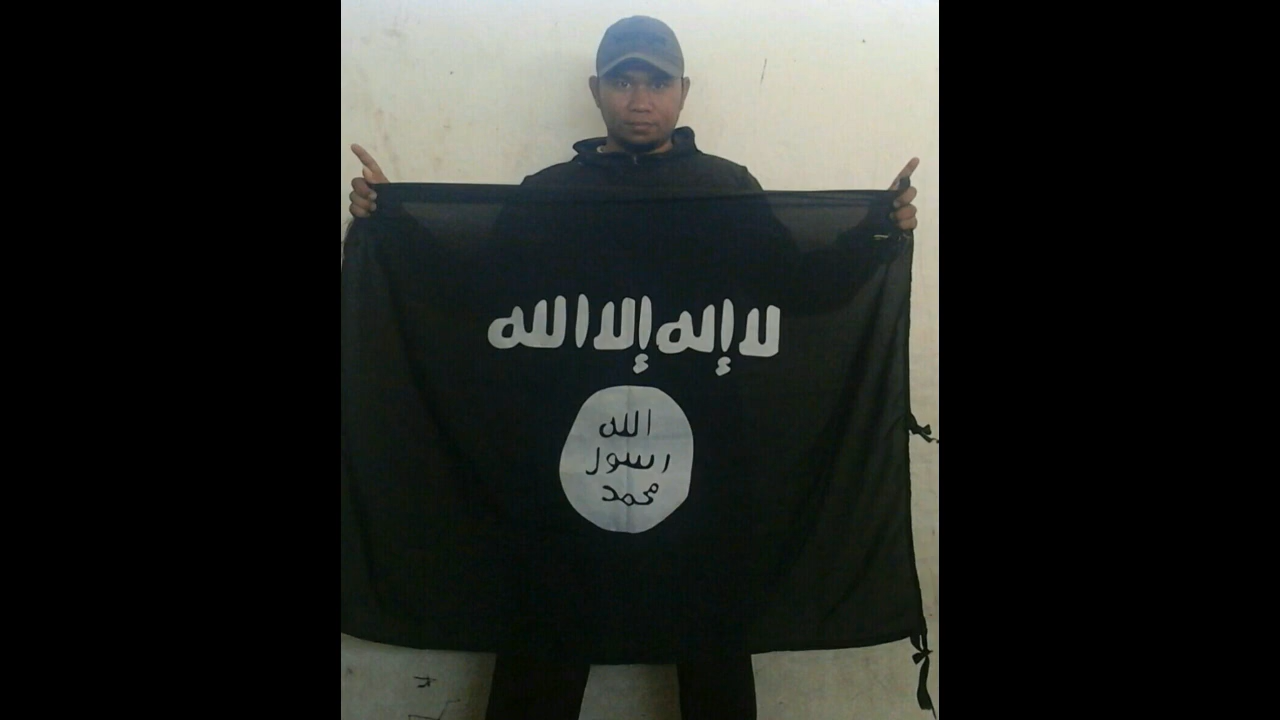 لا إله إلا الله
الله
رسول
محمد